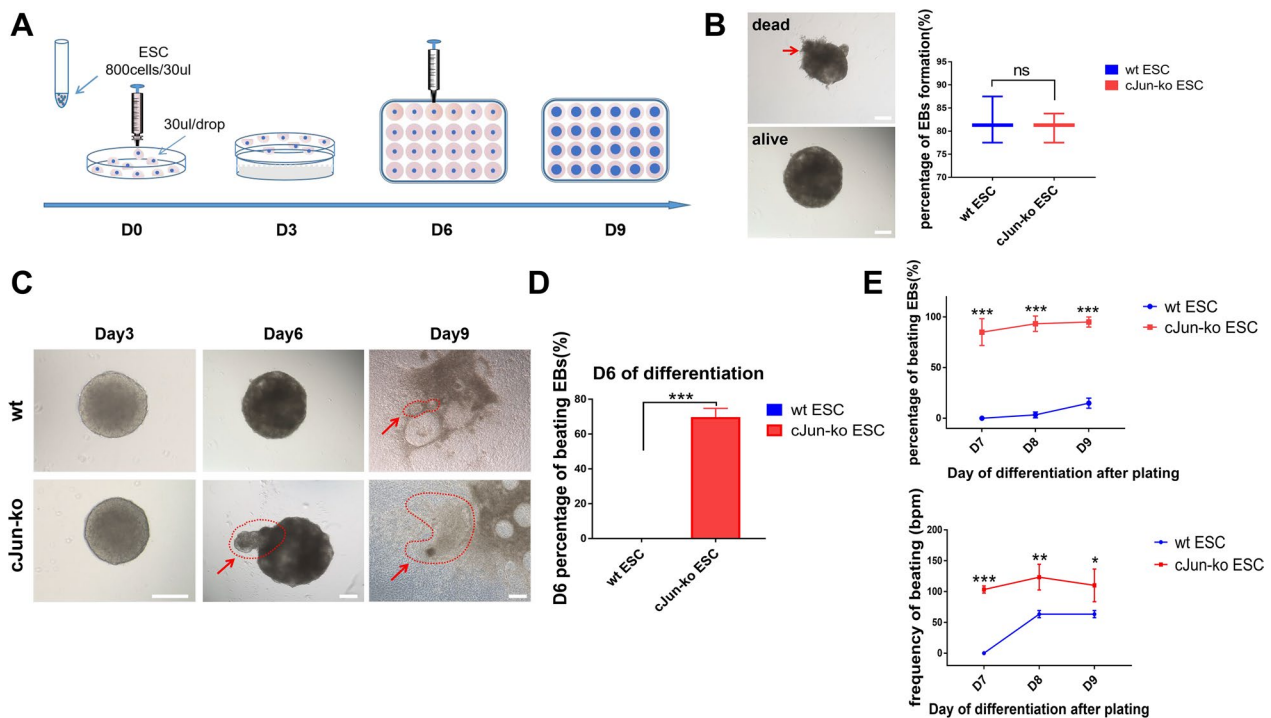 A
ESC
800cells/30ul
30ul/drop
D0
D3
D6
D9
B
dead
alive
percentage of EBs formation(%)
95
90
85
80
75
70
ns
wt ESC
cJun-ko ESC
wt ESC
cJun-ko ESC
C
Day3
Day6
Day9
wt
cJun-ko
D
D6 percentage of beating EBs(%)
D6 of differentiation
80
60
40
20
0
***
wt ESC
cJun-ko ESC
wt ESC
cJun-ko ESC
E
percentage of beating EBs(%)
100
50
0
***
***
***
D7
D8
D9
Day of differentiation after plating
wt ESC
cJun-ko ESC
frequency of beating (bpm)
200
150
100
50
0
***
**
*
D7
D8
D9
Day of differentiation after plating
wt ESC
cJun-ko ESC